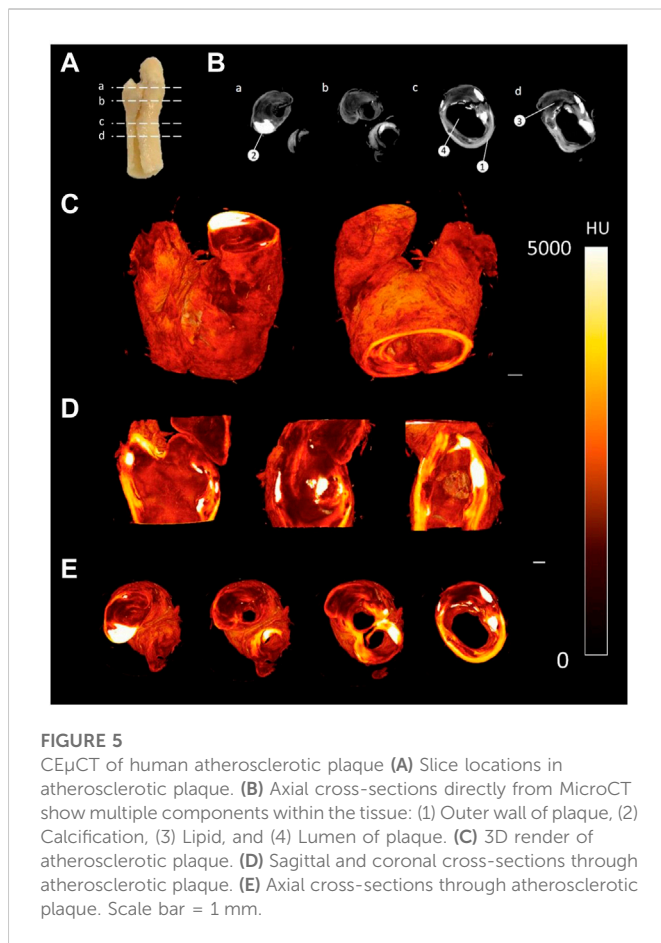 A
B
a
b
c
d
a
b
c
d
2
4
1
3
C
HU
5000
D
E
0
FIGURE 5
CEµCT of human atherosclerotic plaque (A) Slice locations in
atherosclerotic plaque. (B) Axial cross-sections directly from MicroCT
show multiple components within the tissue: (1) Outer wall of plaque, (2)
Calcification, (3) Lipid, and (4) Lumen of plaque. (C) 3D render of
atherosclerotic plaque. (D) Sagittal and coronal cross-sections through
atherosclerotic plaque. (E) Axial cross-sections through atherosclerotic
plaque. Scale bar = 1 mm.